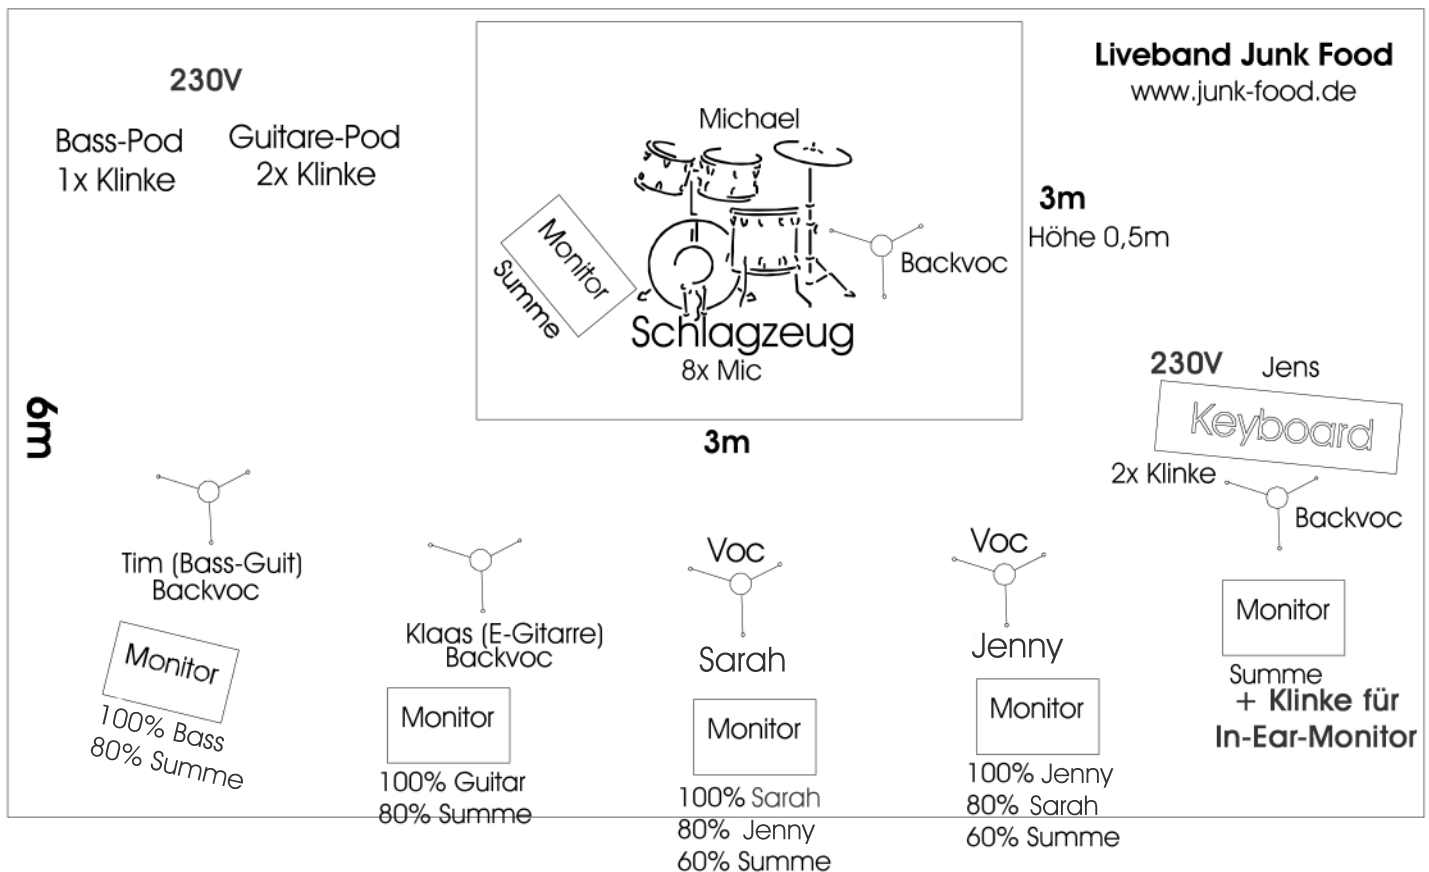 Liveband Junk Food
www.junk-food.de
230V
Bass-Pod
1x Klinke
Guitare-Pod
2x Klinke
Michael
Monitor
Summe
Backvoc
Schlagzeug
8x Mic
3m
Höhe 0,5m
3m
6m
230V
Jens
Keyboard
2x Klinke
Backvoc
Monitor
Summe
+ Klinke für
In-Ear-Monitor
Tim (Bass-Guit)
Backvoc
Monitor
100% Bass
80% Summe
Klaas (E-Gitarre)
Backvoc
Monitor
100% Guitar
80% Summe
Voc
Sarah
Monitor
100% Sarah
80% Jenny
60% Summe
Voc
Jenny
Monitor
100% Jenny
80% Sarah
60% Summe